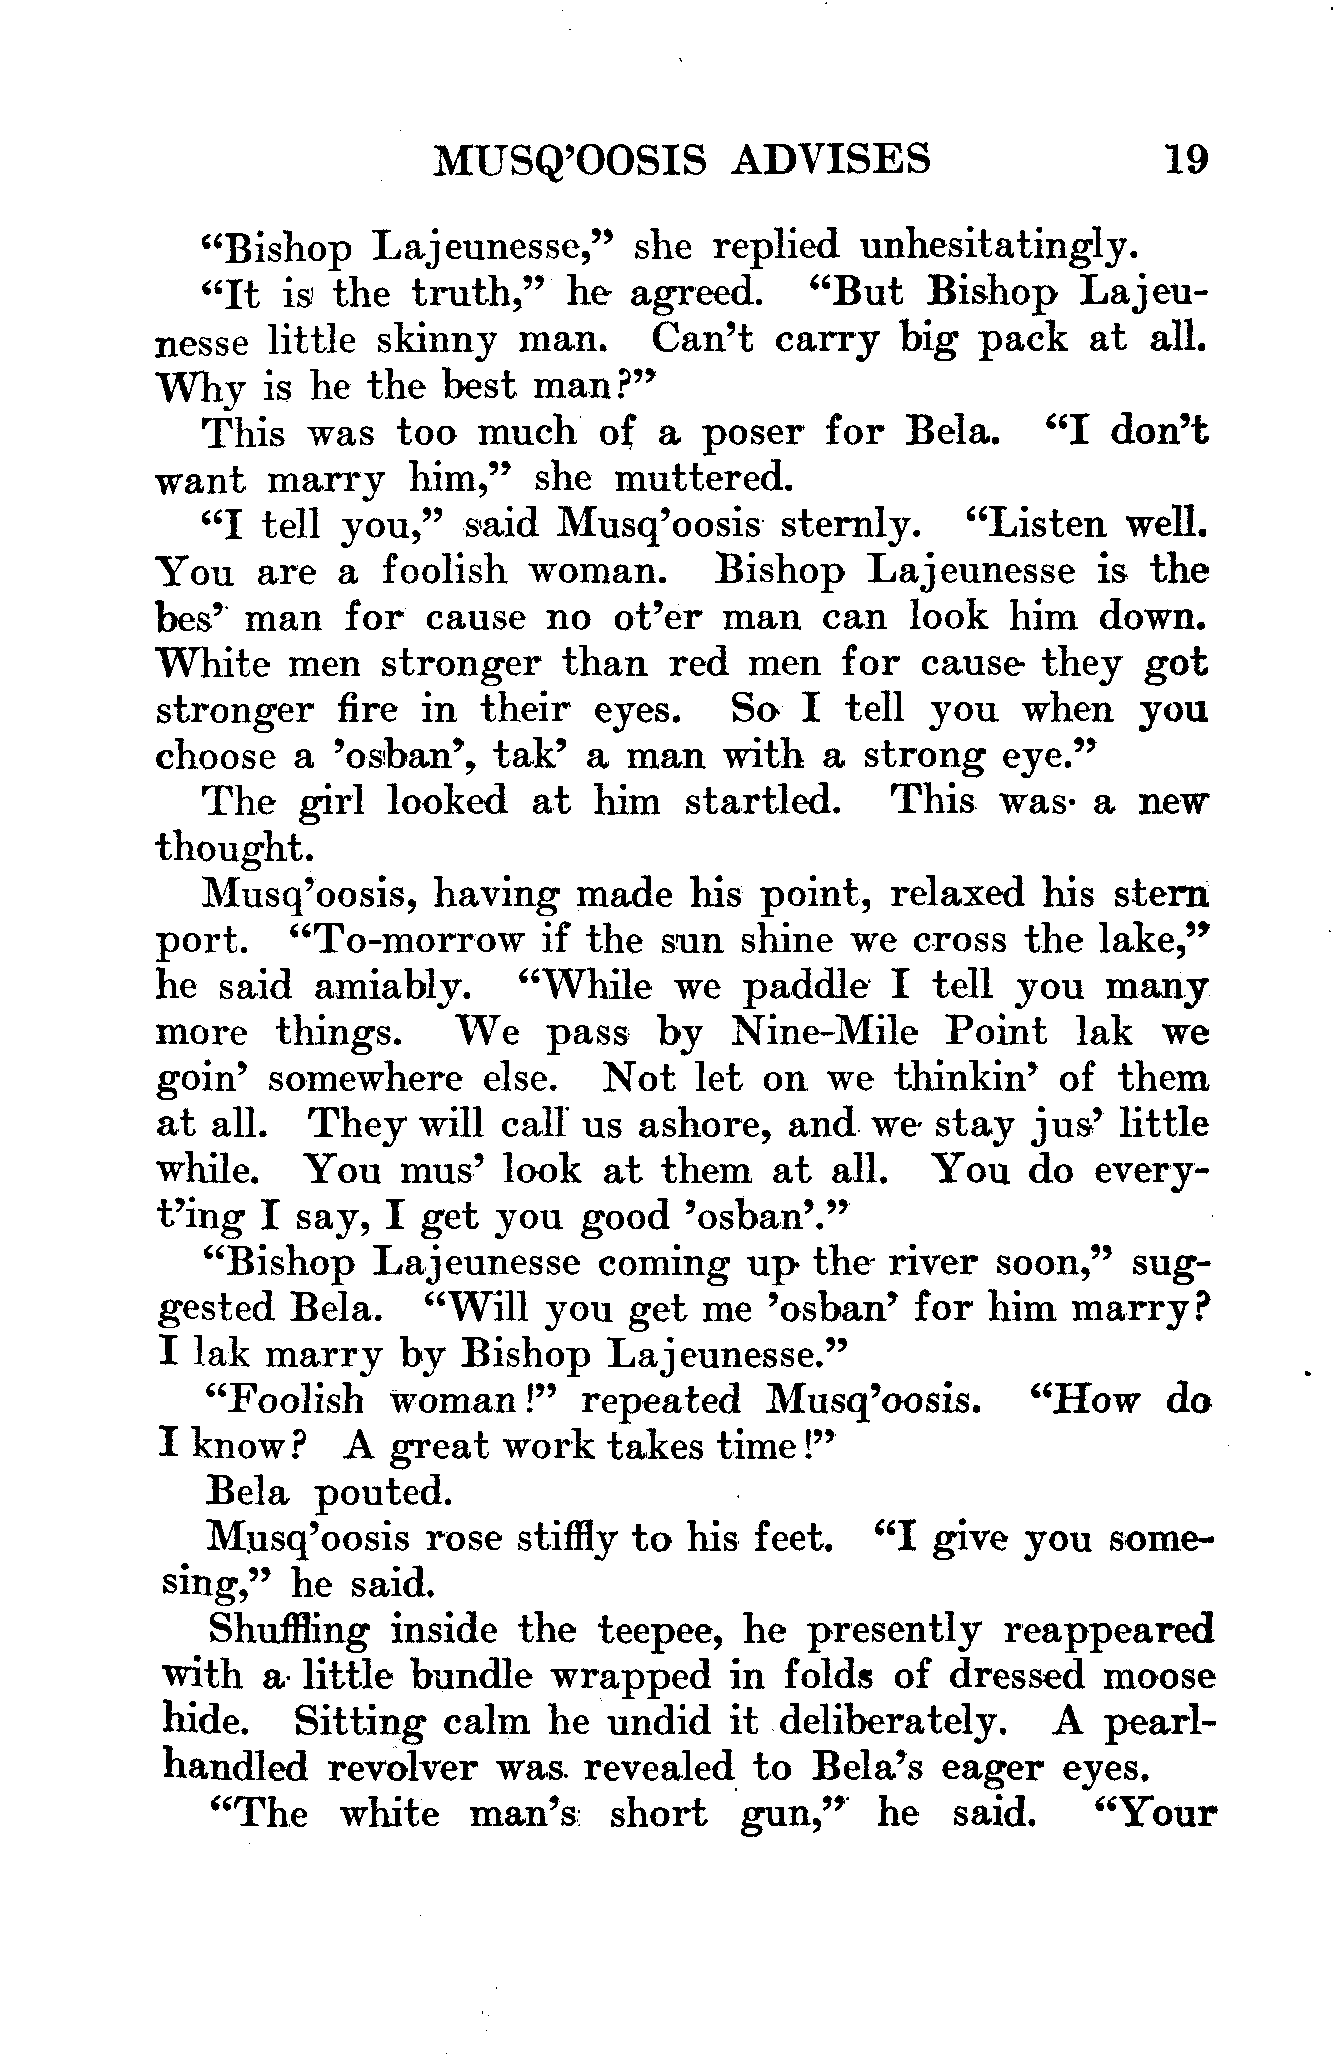 MUSQ'OOSIS ADVISES 19
“Bishop Lajeunesse,” she replied unhesitatingly.
“It is the truth,” he agreed. “But Bishop Lajeu-
nesse little skinny man. Can't carry big pack at all.
Why is he the best man?”
This was too much of a poser for Bela. “I don't
want marry him,” she muttered.
“I tell you,” said Musq'oosis sternly. “Listen well.
You are a foolish woman. Bishop Lajeunesse is the
bes' man for cause no ot'er man can look him down.
White men stronger than red men for cause they got
stronger fire in their eyes. So I tell you when you
choose a 'osban', tak' a man with a strong eye.”
The girl looked at him startled. This was a new
thought.
Musq'oosis, having made his point, relaxed his stern
port. “To-morrow if the sun shine we cross the lake,”
he said amiably. “While we paddle I tell you many
more things. We pass by Nine-Mile Point lak we
goin' somewhere else. Not let on we thinkin' of them
at all. They will call us ashore, and we stay jus' little
while. You mus' look at them at all. You do every-
t'ing I say, I get you good 'osban'.”
“Bishop Lajeunesse coming up the river soon,” sug-
gested Bela. “Will you get me 'osban' for him marry?
I lak marry by Bishop Lajeunesse.”
“Foolish woman!” repeated Musq'oosis. “How do
I know? A great work takes time!”
Bela pouted.
Musq'oosis rose stiffly to his feet. “I give you some-
sing,” he said.
Shuffling inside the teepee, he presently reappeared
with a little bundle wrapped in folds of dressed moose
hide. Sitting calm he undid it deliberately. A pearl-
handled revolver was revealed to Bela's eager eyes.
“The white man's short gun,” he said. “Your